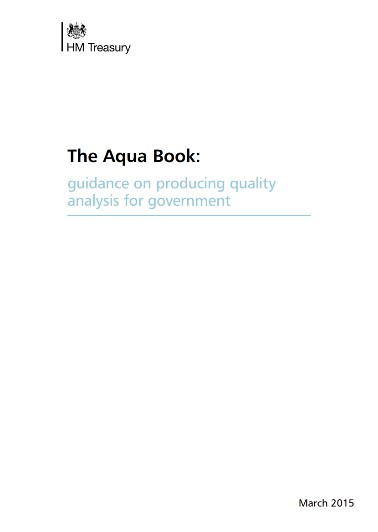 HM Treasury
The Aqua Book:
guidance on producing quality
analysis for government
March 2015